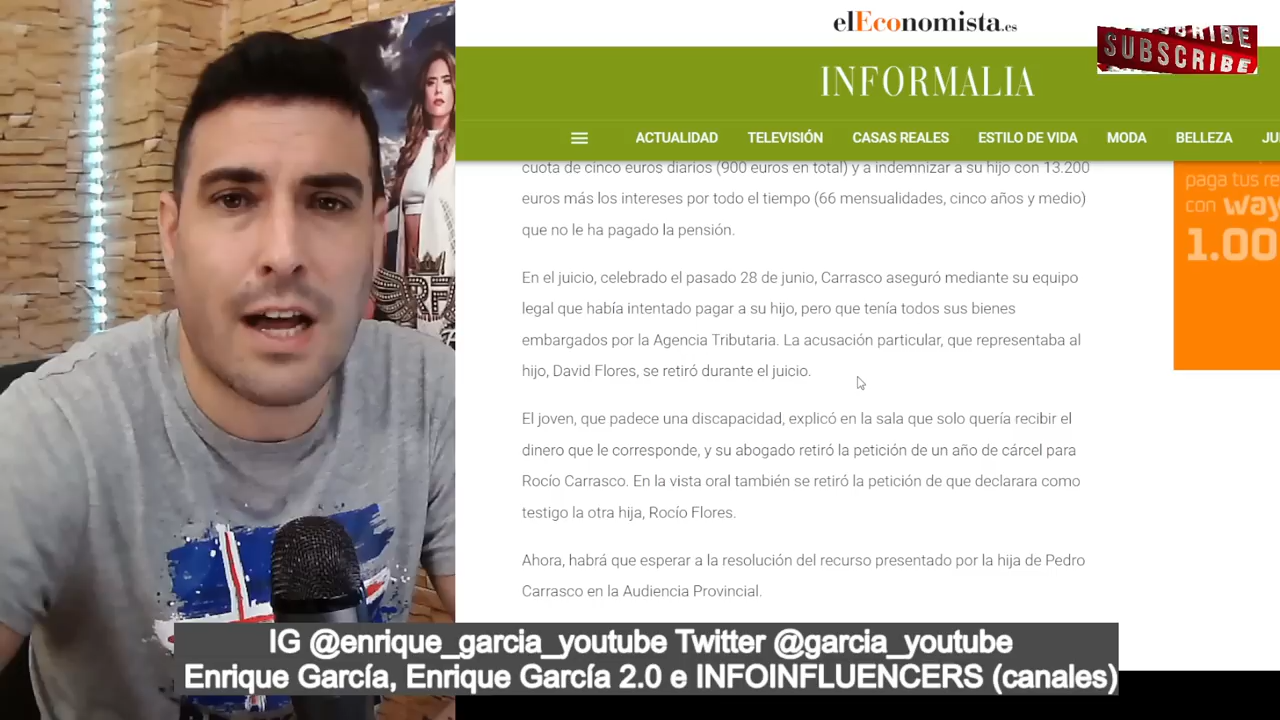 elEconomista.es
SUBSCRIBE
SUBSCRIBE
INFORMALIA
ACTUALIDAD TELEVISIÓN CASAS REALES ESTILO DE VIDA MODA BELLEZA JU
cuota de cinco euros diarios (900 euros en total) y a indemnizar a su hijo con 13.200
euros más los intereses por todo el tiempo (66 mensualidades, cinco años y medio)
que no le ha pagado la pensión.
En el juicio, celebrado el pasado 28 de junio, Carrasco aseguró mediante su equipo
legal que había intentado pagar a su hijo, pero que tenía todos sus bienes
embargados por la Agencia Tributaria. La acusación particular, que representaba al
hijo, David Flores, se retiró durante el juicio.
El joven, que padece una discapacidad, explicó en la sala que solo quería recibir el
dinero que le corresponde, y su abogado retiró la petición de un año de cárcel para
Rocío Carrasco. En la vista oral también se retiró la petición de que declarara como
testigo la otra hija, Rocío Flores.
Ahora, habrá que esperar a la resolución del recurso presentado por la hija de Pedro
Carrasco en la Audiencia Provincial.
paga tus re
con way
1.00
RF
IG @enrique_garcia_youtube Twitter @garcia_youtube
Enrique García, Enrique García 2.0 e INFOINFLUENCERS (canales)